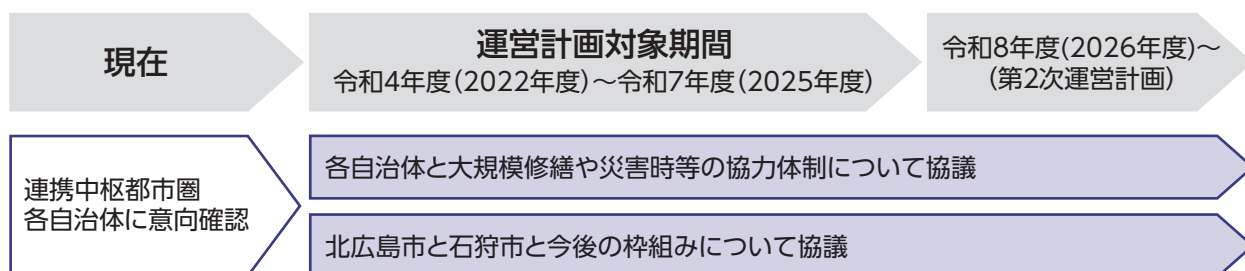 現在
運営計画対象期間
令和4年度(2022年度)〜令和7年度(2025年度)
令和8年度(2026年度)〜
(第2次運営計画)
連携中枢都市圏
各自治体に意向確認
各自治体と大規模修繕や災害時等の協力体制について協議
北広島市と石狩市と今後の枠組みについて協議